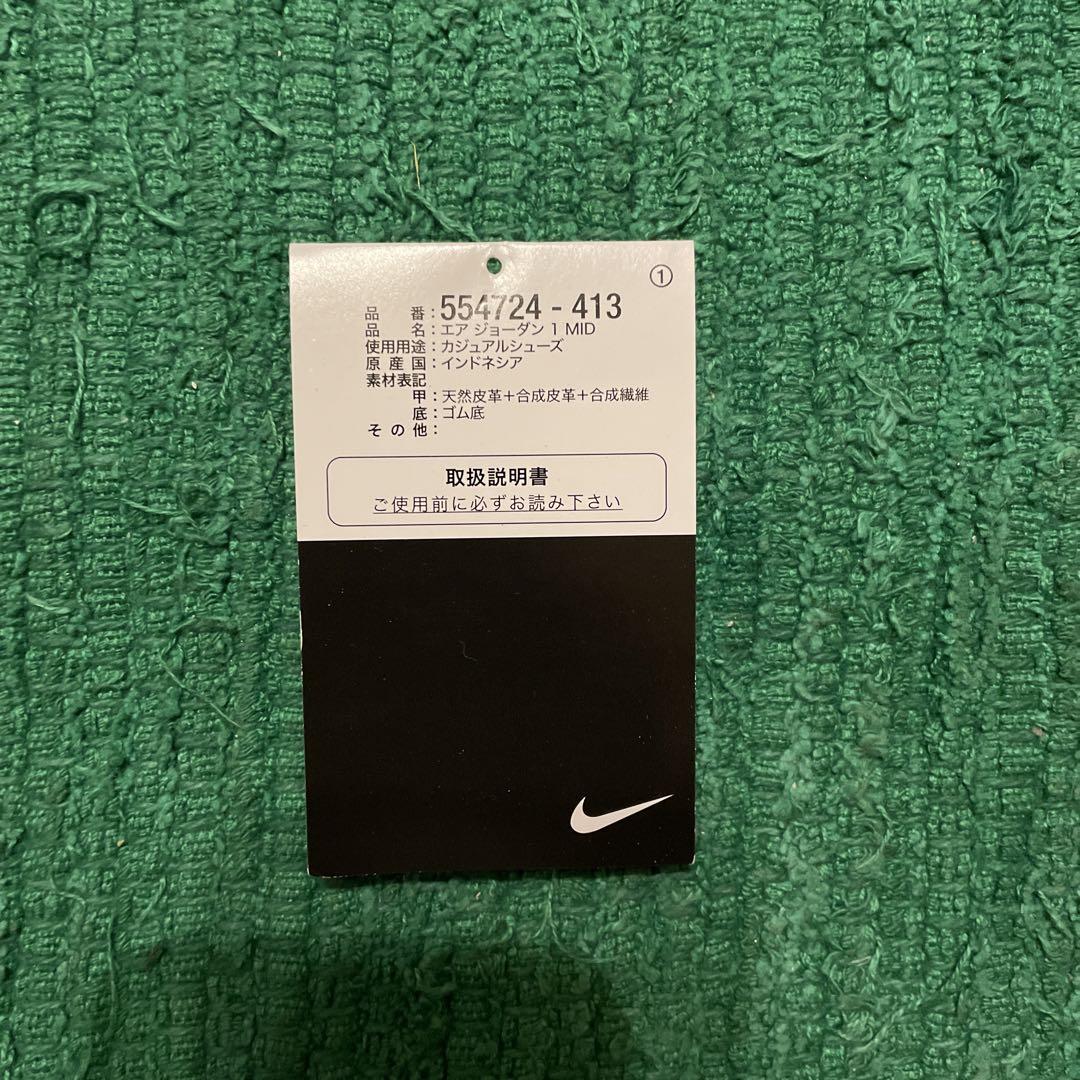 ①
品 番：554724 - 413
品 名：エア ジョーダン 1 MID
使用用途：カジュアルシューズ
原 産 国：インドネシア
素材表記
甲：天然皮革＋合成皮革＋合成繊維
底：ゴム底
そ の 他：
取扱説明書
ご使用前に必ずお読み下さい